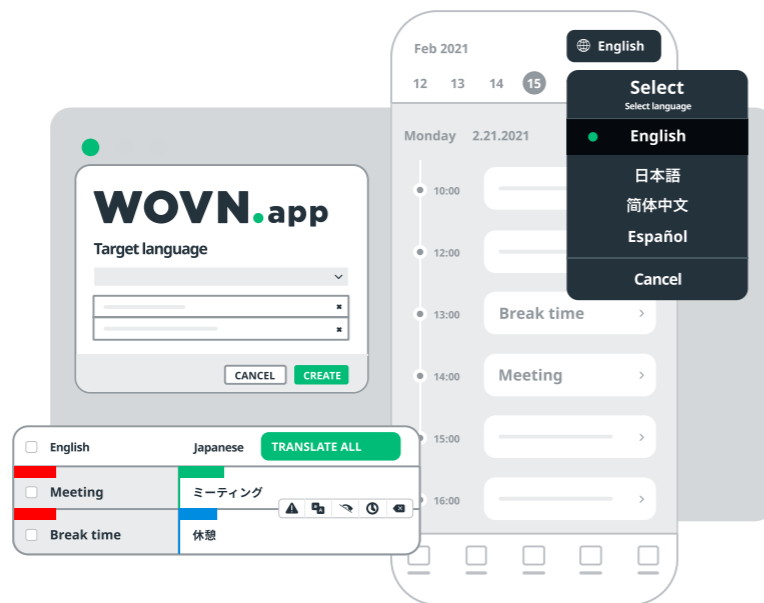 Feb 2021
English
12 13 14 15
Select
Select language
English
日本語
简体中文
Español
Cancel
Monday 2.21.2021
10:00
12:00
13:00 Break time
14:00 Meeting
15:00
16:00
WOVN.app
Target language
CANCEL CREATE
English Japanese TRANSLATE ALL
Meeting ミーティング
Break time 休憩